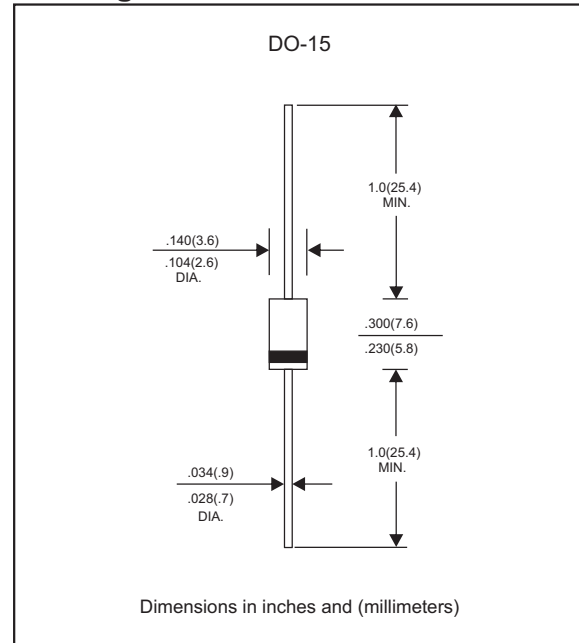 DO-15
1.0(25.4)
MIN.
.140(3.6)
.104(2.6)
DIA.
.300(7.6)
.230(5.8)
1.0(25.4)
MIN.
.034(.9)
.028(.7)
DIA.
Dimensions in inches and (millimeters)